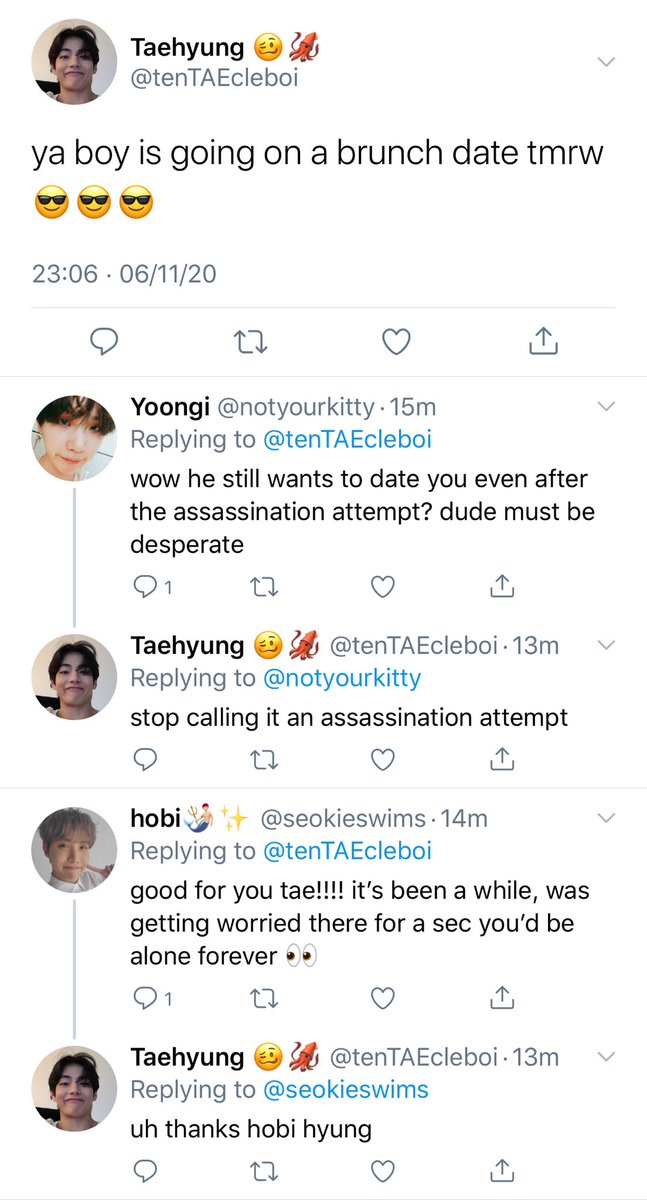 Taehyung 🥴🦑
@tenTAEcleboi
ya boy is going on a brunch date tmrw
😎😎😎
23:06 · 06/11/20
Yoongi @notyourkitty · 15m
Replying to @tenTAEcleboi
wow he still wants to date you even after
the assassination attempt? dude must be
desperate
1
Taehyung 🥴🦑 @tenTAEcleboi · 13m
Replying to @notyourkitty
stop calling it an assassination attempt
hobi🧜‍♂️✨ @seokieswims · 14m
Replying to @tenTAEcleboi
good for you tae!!!! it’s been a while, was
getting worried there for a sec you’d be
alone forever 👀
1
Taehyung 🥴🦑 @tenTAEcleboi · 13m
Replying to @seokieswims
uh thanks hobi hyung